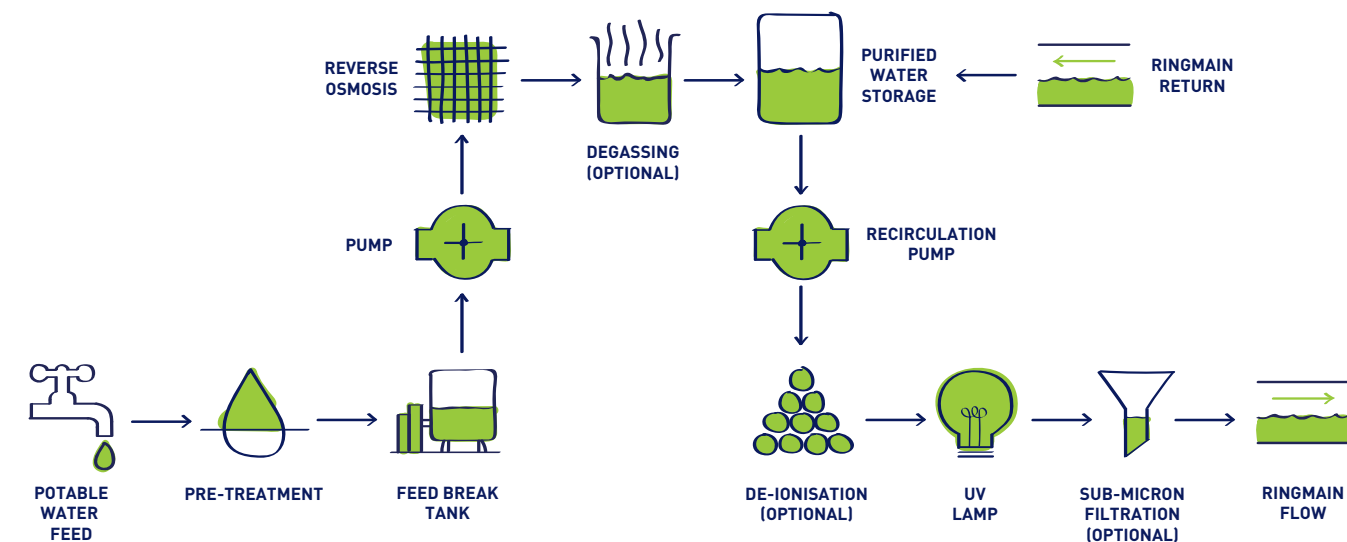 REVERSE
OSMOSIS
DEGASSING
(OPTIONAL)
PURIFIED
WATER
STORAGE
RINGMAIN
RETURN
PUMP
RECIRCULATION
PUMP
POTABLE
WATER
FEED
PRE-TREATMENT
FEED BREAK
TANK
DE-IONISATION
(OPTIONAL)
UV
LAMP
SUB-MICRON
FILTRATION
(OPTIONAL)
RINGMAIN
FLOW